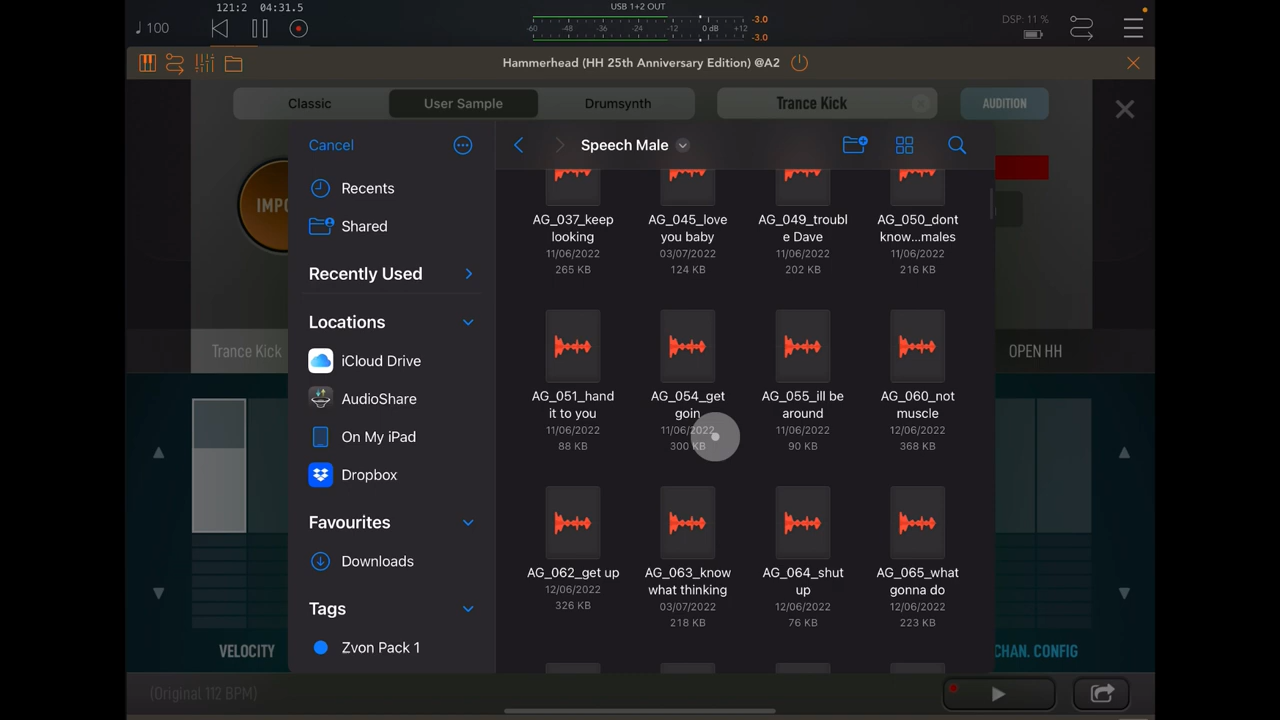 121:2 04:31.5
USB 1+2 OUT
♩ 100
-60 -48 -36 -24 -12 0 dB +12
-3.0
-3.0
DSP: 11 %
Hammerhead (HH 25th Anniversary Edition) @A2
Classic
User Sample
Drumsynth
Trance Kick
AUDITION
IMPO
Cancel
Recents
Shared
Recently Used
Locations
iCloud Drive
AudioShare
On My iPad
Dropbox
Favourites
Downloads
Tags
Zvon Pack 1
Speech Male
AG_037_keep
looking
11/06/2022
265 KB
AG_045_love
you baby
03/07/2022
124 KB
AG_049_troubl
e Dave
11/06/2022
202 KB
AG_050_dont
know...males
11/06/2022
216 KB
AG_051_hand
it to you
11/06/2022
88 KB
AG_054_get
goin
11/06/2022
300 KB
AG_055_ill be
around
11/06/2022
90 KB
AG_060_not
muscle
12/06/2022
368 KB
AG_062_get up
12/06/2022
326 KB
AG_063_know
what thinking
03/07/2022
218 KB
AG_064_shut
up
12/06/2022
76 KB
AG_065_what
gonna do
12/06/2022
223 KB
Trance Kick
OPEN HH
VELOCITY
CHAN. CONFIG
(Original 112 BPM)